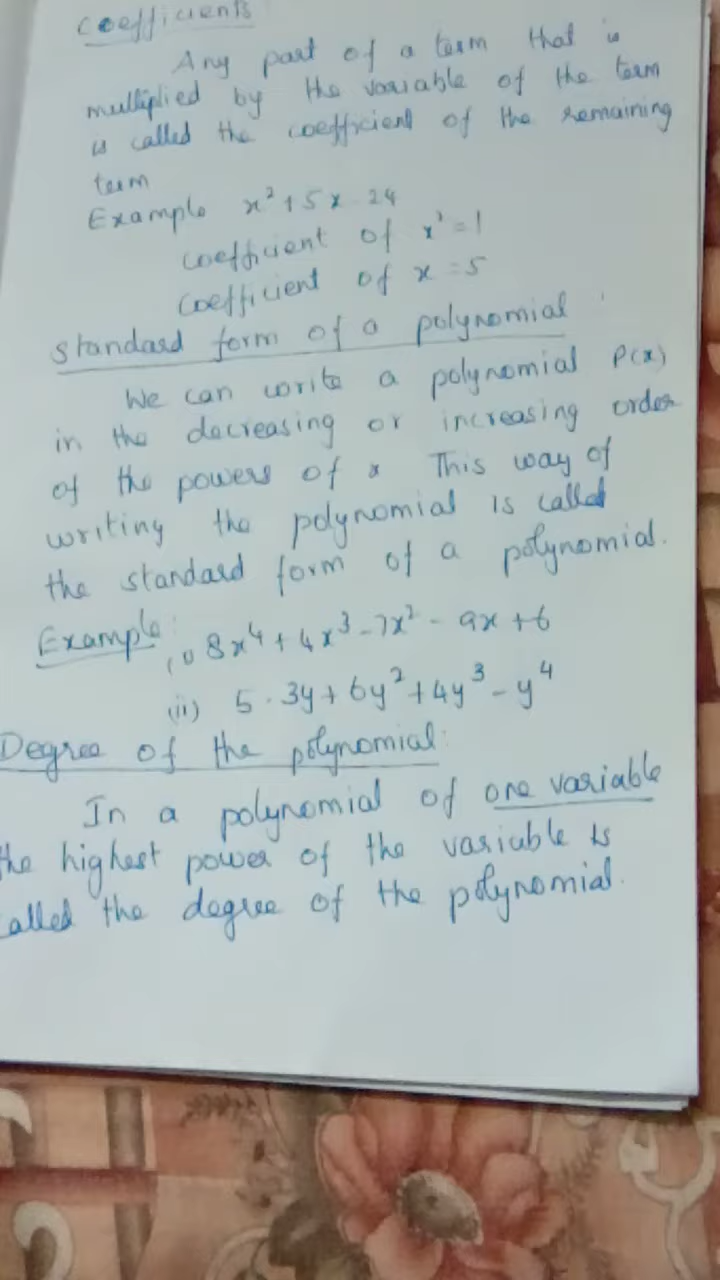 Coefficients
Any part of a term that is
multiplied by the variable of the term
is called the coefficient of the remaining
term
Example x² + 5x - 24
coefficient of x² = 1
coefficient of x = 5
standard form of a polynomial
We can write a polynomial P(x)
in the decreasing or increasing order
of the powers of x This way of
writing the polynomial is called
the standard form of a polynomial.
Example: (i) 8x⁴ + 4x³ - 7x² - 9x + 6
(ii) 5 - 3y + 6y² + 4y³ - y⁴
Degree of the polynomial:
In a polynomial of one variable
the highest power of the variable is
called the degree of the polynomial.